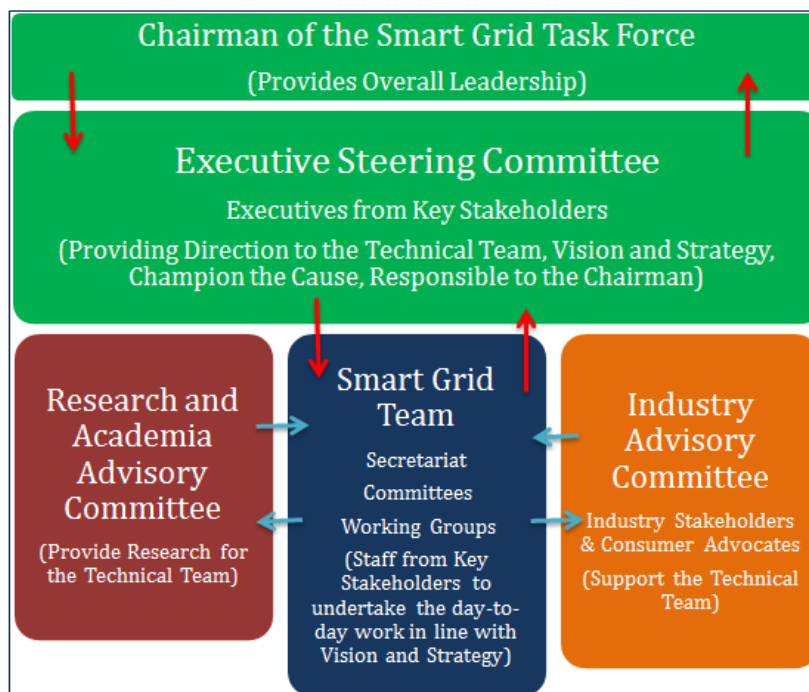 Chairman of the Smart Grid Task Force
(Provides Overall Leadership)
Executive Steering Committee
Executives from Key Stakeholders
(Providing Direction to the Technical Team, Vision and Strategy,
Champion the Cause, Responsible to the Chairman)
Research and
Academia
Advisory
Committee
(Provide Research for
the Technical Team)
Smart Grid
Team
Secretariat
Committees
Working Groups
(Staff from Key
Stakeholders to
undertake the day-to-
day work in line with
Vision and Strategy)
Industry
Advisory
Committee
Industry Stakeholders
& Consumer Advocates
(Support the Technical
Team)